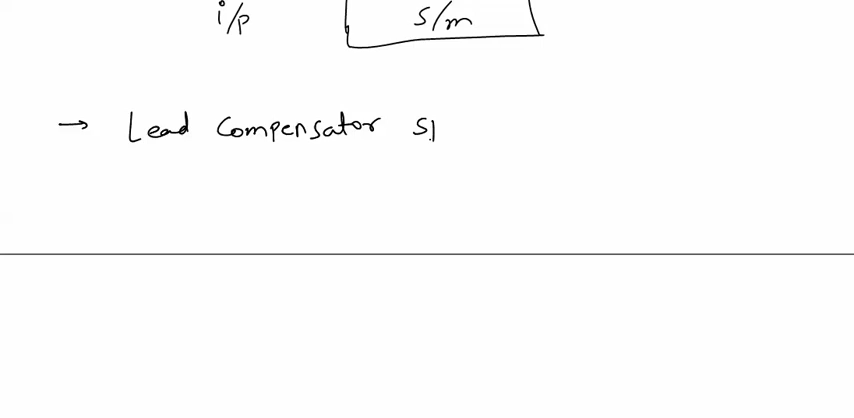 i/p s/m
→ Lead compensator